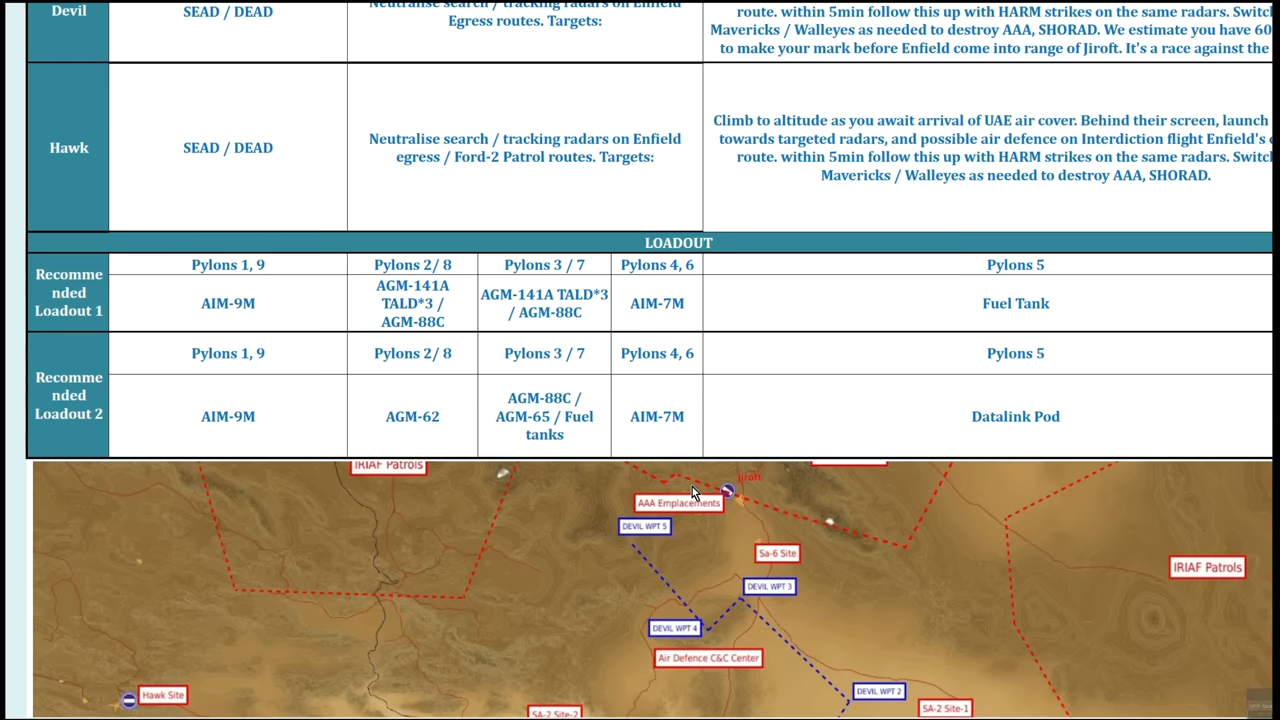 Devil
SEAD / DEAD
Neutralise search / tracking radars on Enfield
Egress routes. Targets:
route. within 5min follow this up with HARM strikes on the same radars. Switc
Mavericks / Walleyes as needed to destroy AAA, SHORAD. We estimate you have 60
to make your mark before Enfield come into range of Jiroft. It's a race against the
Hawk
SEAD / DEAD
Neutralise search / tracking radars on Enfield
egress / Ford-2 Patrol routes. Targets:
Climb to altitude as you await arrival of UAE air cover. Behind their screen, launch
towards targeted radars, and possible air defence on Interdiction flight Enfield's
route. within 5min follow this up with HARM strikes on the same radars. Switc
Mavericks / Walleyes as needed to destroy AAA, SHORAD.
LOADOUT
Recomme
nded
Loadout 1
Pylons 1, 9
Pylons 2/ 8
Pylons 3 / 7
Pylons 4, 6
Pylons 5
AIM-9M
AGM-141A
TALD*3 /
AGM-88C
AGM-141A TALD*3
/ AGM-88C
AIM-7M
Fuel Tank
Recomme
nded
Loadout 2
Pylons 1, 9
Pylons 2/ 8
Pylons 3 / 7
Pylons 4, 6
Pylons 5
AIM-9M
AGM-62
AGM-88C /
AGM-65 / Fuel
tanks
AIM-7M
Datalink Pod
IRIAF Patrols
Jiroft
AAA Emplacements
DEVIL WPT 5
Sa-6 Site
IRIAF Patrols
DEVIL WPT 3
DEVIL WPT 4
Air Defence C&C Center
Hawk Site
DEVIL WPT 2
SA-2 Site-2
SA-2 Site-1